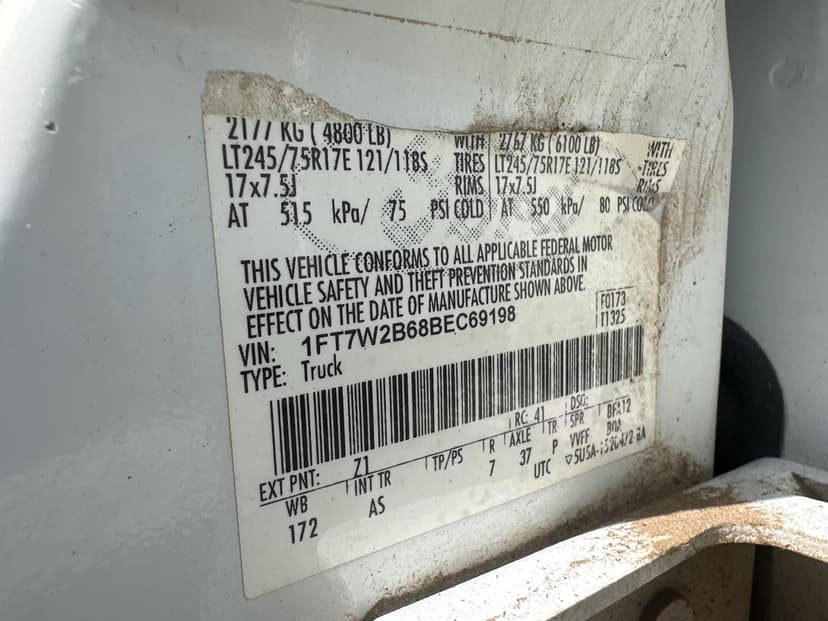 2177 KG ( 4800 LB) WITH 2767 KG ( 6100 LB) WITH
LT245/75R17E 121/118S TIRES LT245/75R17E 121/118S TIRES
17x7.5J RIMS 17x7.5J RIMS
AT 515 kPa/ 75 PSI COLD AT 550 kPa/ 80 PSI COLD
THIS VEHICLE CONFORMS TO ALL APPLICABLE FEDERAL MOTOR
VEHICLE SAFETY AND THEFT PREVENTION STANDARDS IN
EFFECT ON THE DATE OF MANUFACTURE SHOWN ABOVE.
F0173
VIN: 1FT7W2B68BEC69198 T1325
TYPE: Truck
RC: 41 DSO:
EXT PNT: Z1
WB INT TR TP/PS R AXLE TR SPR BFA12
172 AS 7 37 P VVFF BOA
UTC